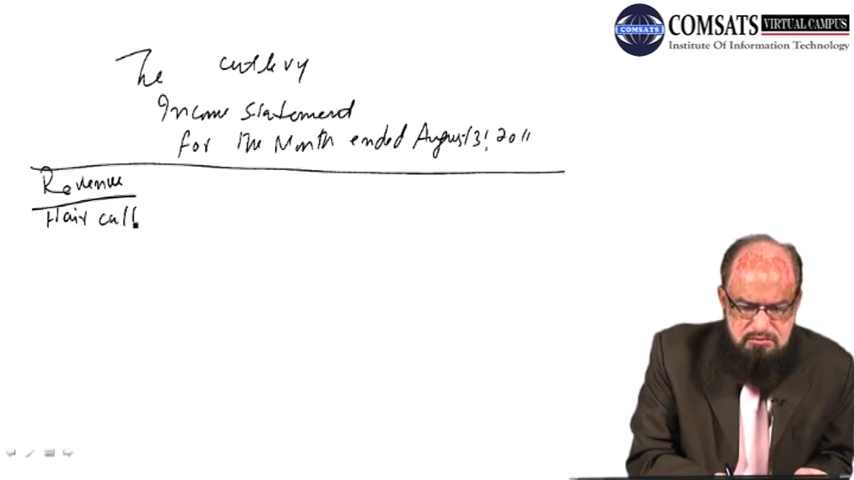 COMSATS VIRTUAL CAMPUS
Institute Of Information Technology
The cutlery
Income Statement
for The Month ended August 31 2011
Revenue
Hair call